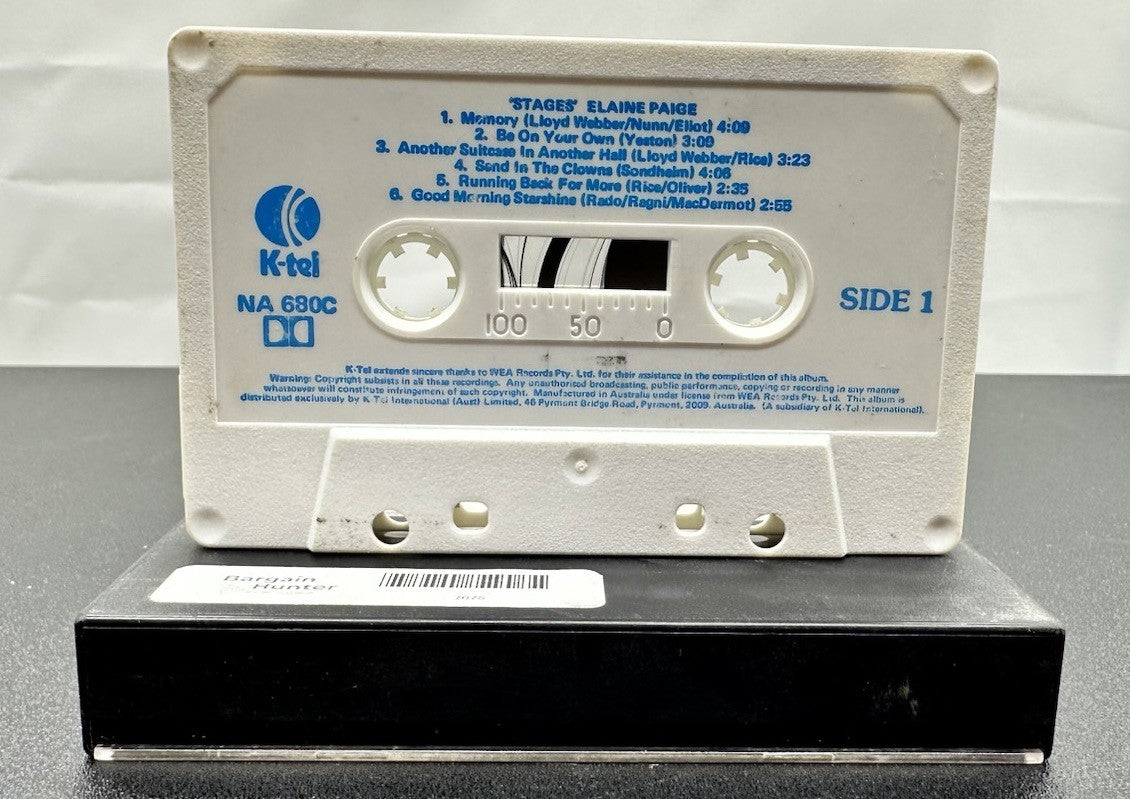 'STAGES' ELAINE PAIGE
1. Memory (Lloyd Webber/Nunn/Eliot) 4:09
2. Be On Your Own (Yeston) 3:09
3. Another Suitcase In Another Hall (Lloyd Webber/Rice) 3:23
4. Send In The Clowns (Sondheim) 4:06
5. Running Back For More (Rice/Oliver) 2:35
6. Good Morning Starshine (Rado/Ragni/MacDermot) 2:55
K-tel
NA 680C
SIDE 1
100 50 0
K-Tel extends sincere thanks to WEA Records Pty. Ltd. for their assistance in the compilation of this album.
Warning: Copyright subsists in all these recordings. Any unauthorised broadcasting, public performance, copying or recording in any manner
whatsoever will constitute infringement of such copyright. Manufactured in Australia under license from WEA Records Pty. Ltd. This album is
distributed exclusively by K-Tel International (Aust) Limited, 46 Pyrmont Bridge Road, Pyrmont, 2009, Australia. (A subsidiary of K-Tel International).
Bargain
Hunter
7675